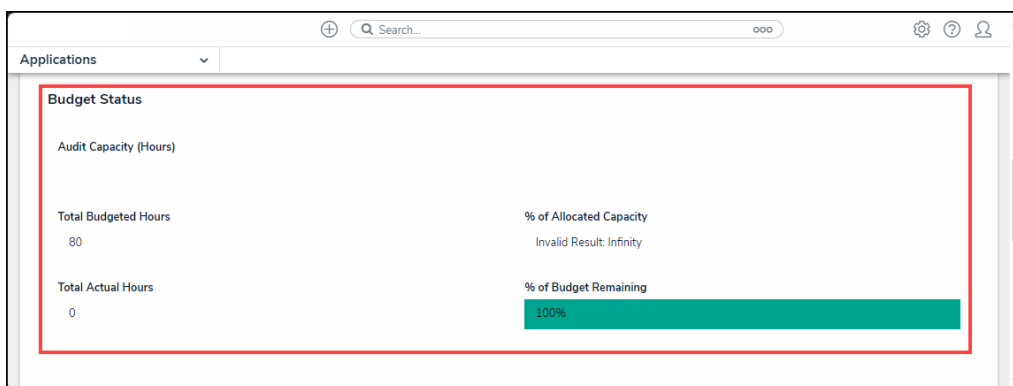 Search...
Applications
Budget Status
Audit Capacity (Hours)
Total Budgeted Hours
% of Allocated Capacity
80
Invalid Result: Infinity
Total Actual Hours
% of Budget Remaining
0
100%